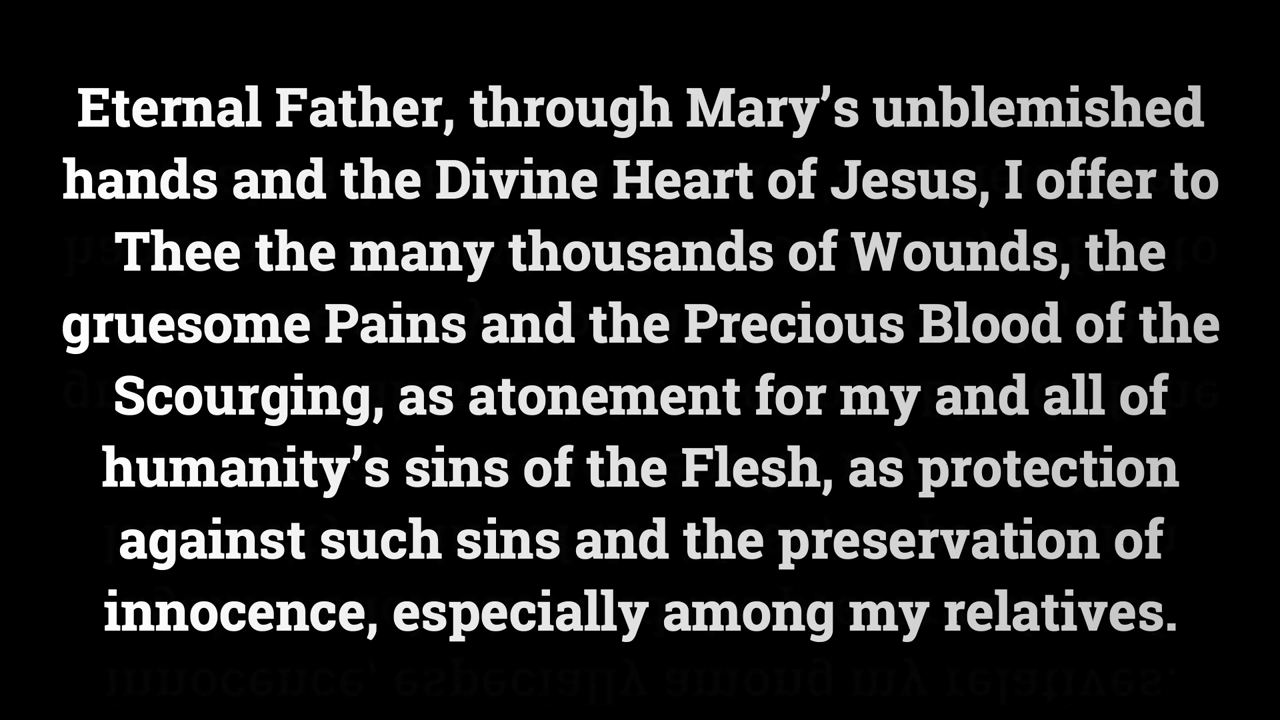 Eternal Father, through Mary’s unblemished
hands and the Divine Heart of Jesus, I offer to
Thee the many thousands of Wounds, the
gruesome Pains and the Precious Blood of the
Scourging, as atonement for my and all of
humanity’s sins of the Flesh, as protection
against such sins and the preservation of
innocence, especially among my relatives.